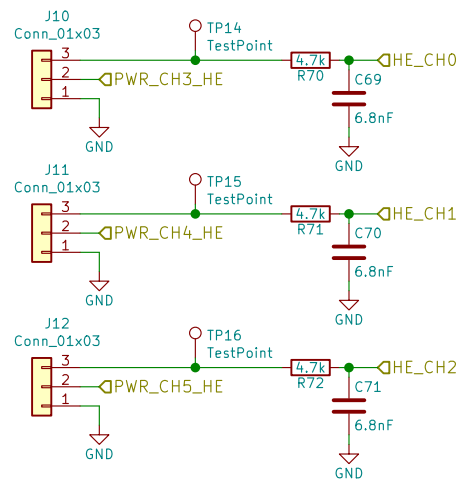 J10
Conn_01x03
3
2
1
PWR_CH3_HE
GND
TP14
TestPoint
4.7k
R70
HE_CH0
C69
6.8nF
GND
J11
Conn_01x03
3
2
1
PWR_CH4_HE
GND
TP15
TestPoint
4.7k
R71
HE_CH1
C70
6.8nF
GND
J12
Conn_01x03
3
2
1
PWR_CH5_HE
GND
TP16
TestPoint
4.7k
R72
HE_CH2
C71
6.8nF
GND